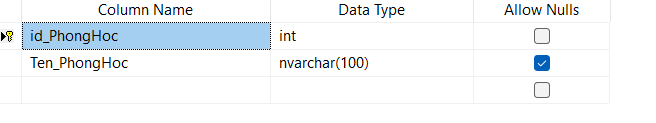 Column Name Data Type Allow Nulls
id_PhongHoc int
Ten_PhongHoc nvarchar(100)